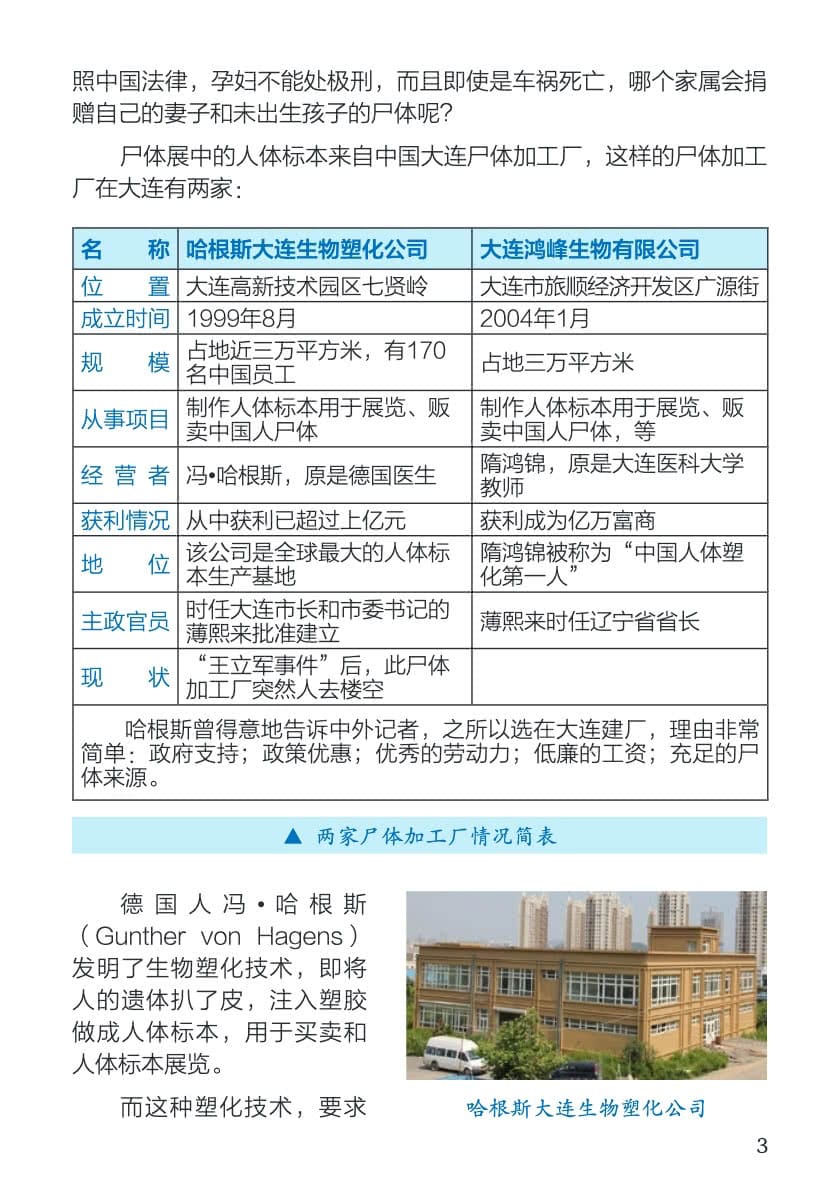 照中国法律，孕妇不能处极刑，而且即使是车祸死亡，哪个家属会捐
赠自己的妻子和未出生孩子的尸体呢？
尸体展中的人体标本来自中国大连尸体加工厂，这样的尸体加工
厂在大连有两家：
名 称 哈根斯大连生物塑化公司 大连鸿峰生物有限公司
位 置 大连高新技术园区七贤岭 大连市旅顺经济开发区广源街
成立时间 1999年8月 2004年1月
规 模 占地近三万平方米，有170
名中国员工 占地三万平方米
从事项目 制作人体标本用于展览、贩
卖中国人尸体 制作人体标本用于展览、贩
卖中国人尸体，等
经 营 者 冯•哈根斯，原是德国医生 隋鸿锦，原是大连医科大学
教师
获利情况 从中获利已超过上亿元 获利成为亿万富商
地 位 该公司是全球最大的人体标
本生产基地 隋鸿锦被称为“中国人体塑
化第一人”
主政官员 时任大连市长和市委书记的
薄熙来批准建立 薄熙来时任辽宁省省长
现 状 “王立军事件”后，此尸体
加工厂突然人去楼空
哈根斯曾得意地告诉中外记者，之所以选在大连建厂，理由非常
简单：政府支持；政策优惠；优秀的劳动力；低廉的工资；充足的尸
体来源。
▲ 两家尸体加工厂情况简表
德国人冯•哈根斯
（Gunther von Hagens）
发明了生物塑化技术，即将
人的遗体扒了皮，注入塑胶
做成人体标本，用于买卖和
人体标本展览。
而这种塑化技术，要求
哈根斯大连生物塑化公司
3